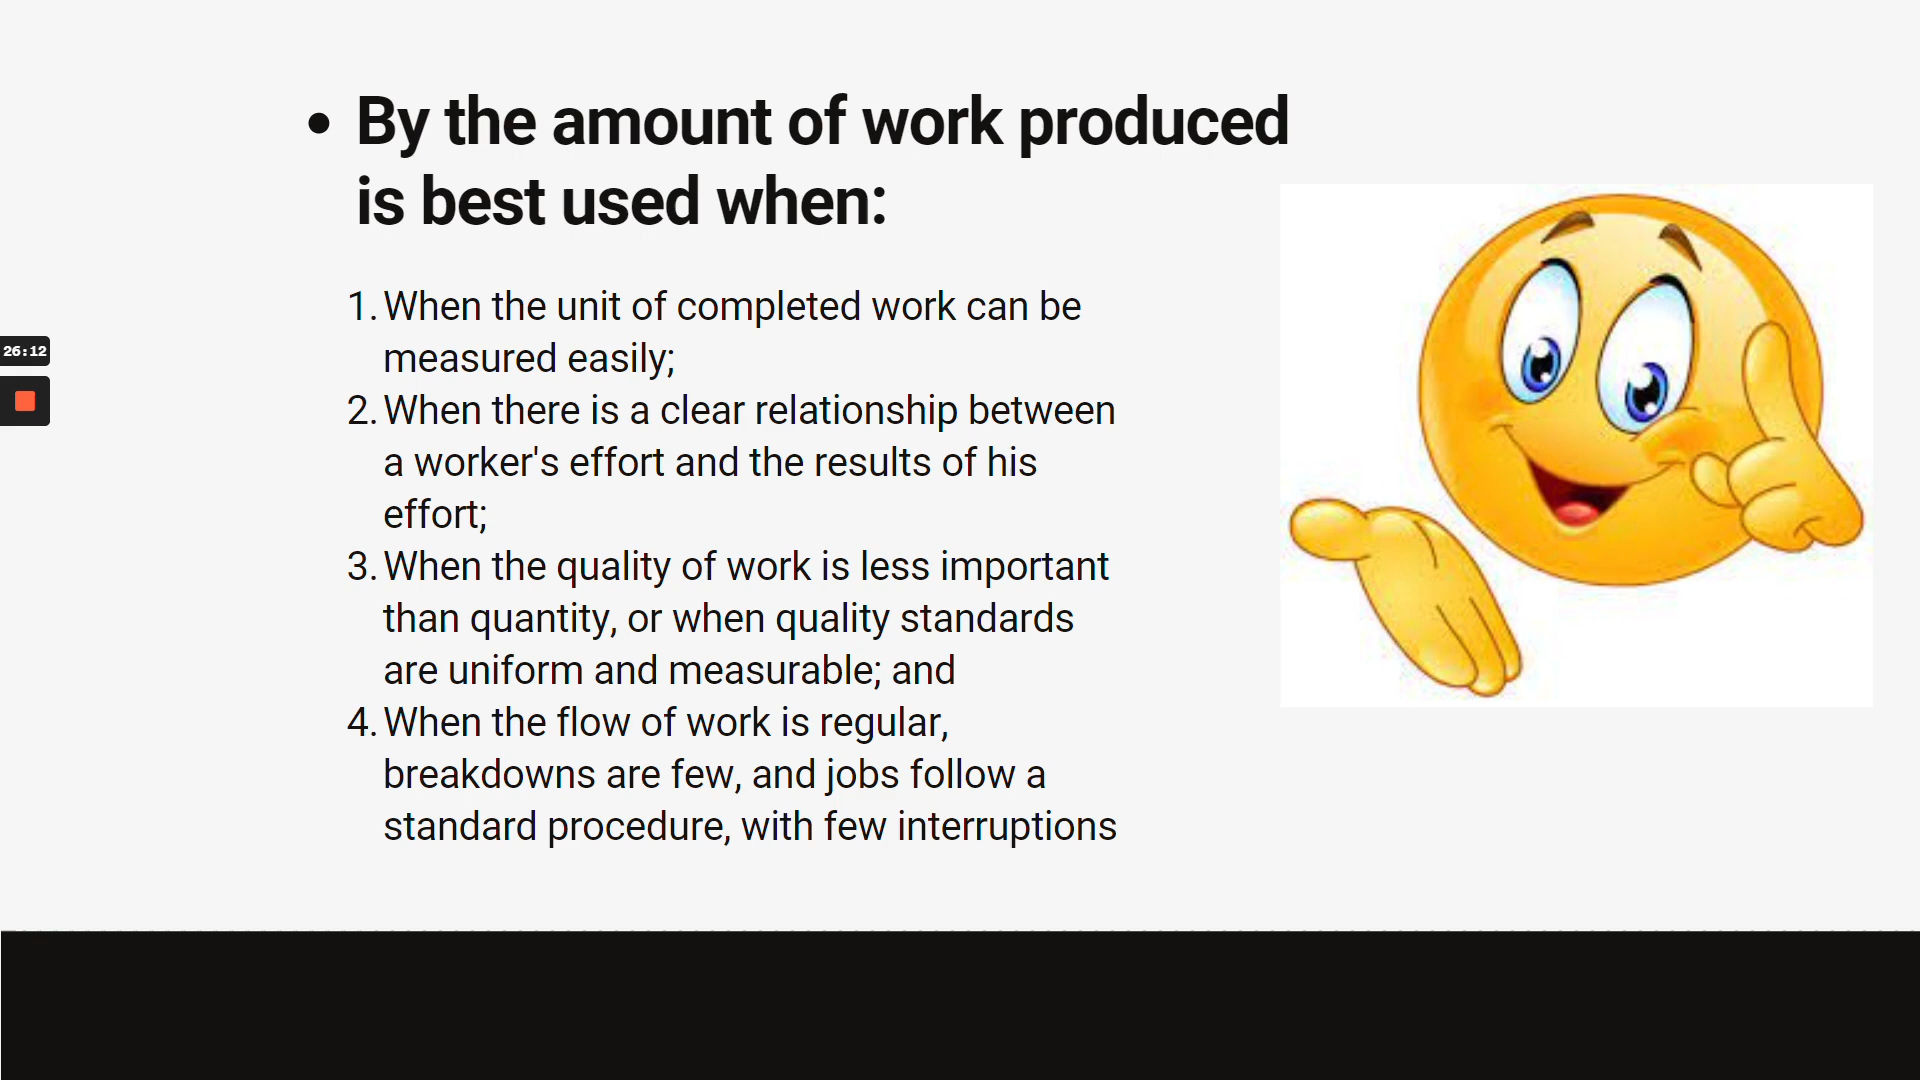 • By the amount of work produced
is best used when:
1. When the unit of completed work can be
measured easily;
2. When there is a clear relationship between
a worker's effort and the results of his
effort;
3. When the quality of work is less important
than quantity, or when quality standards
are uniform and measurable; and
4. When the flow of work is regular,
breakdowns are few, and jobs follow a
standard procedure, with few interruptions
26:12